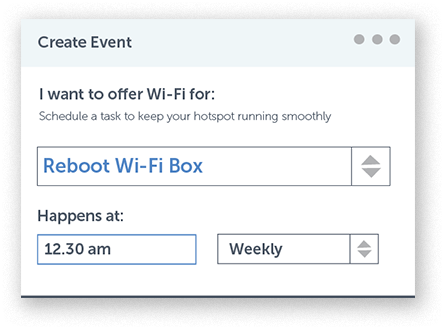 Create Event
I want to offer Wi-Fi for:
Schedule a task to keep your hotspot running smoothly
Reboot Wi-Fi Box
Happens at:
12.30 am Weekly